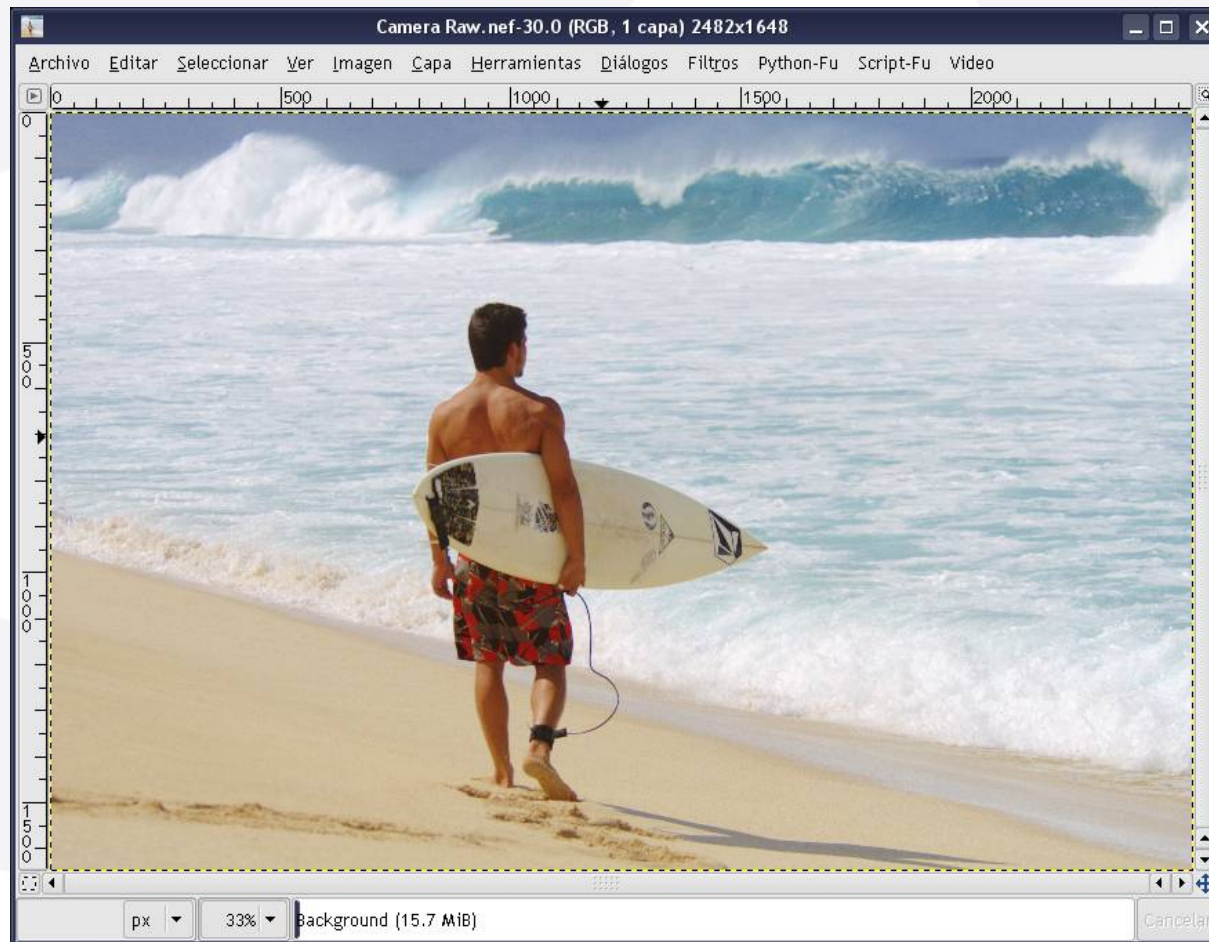 Camera Raw.nef-30.0 (RGB, 1 capa) 2482x1648
Archivo Editar Seleccionar Ver Imagen Capa Herramientas Diálogos Filtros Python-Fu Script-Fu Video
0 500 1000 1500 2000
0
500
1000
1500
px 33% Background (15.7 MiB) Cancelar